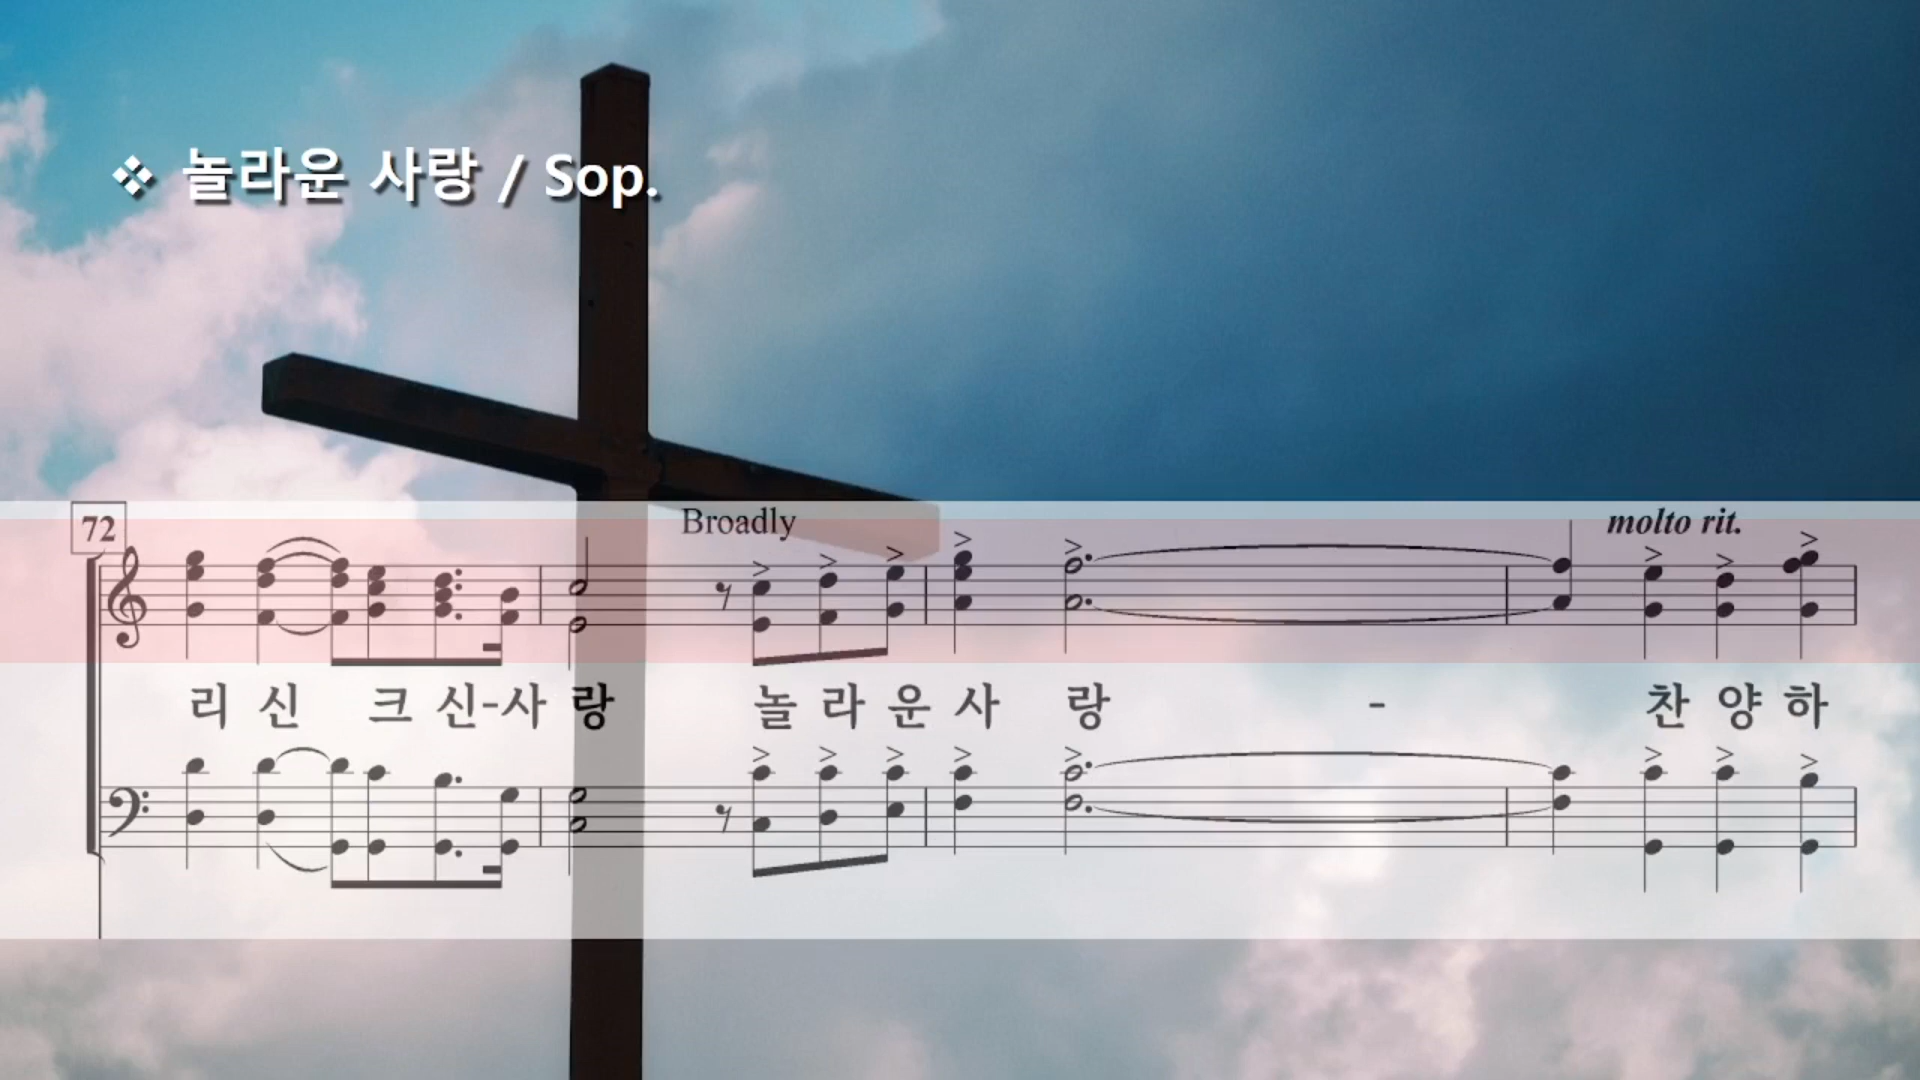 ❖ 놀라운 사랑 / Sop.
72 Broadly molto rit.
리 신 크 신-사 랑 놀 라 운 사 랑 - 찬 양 하